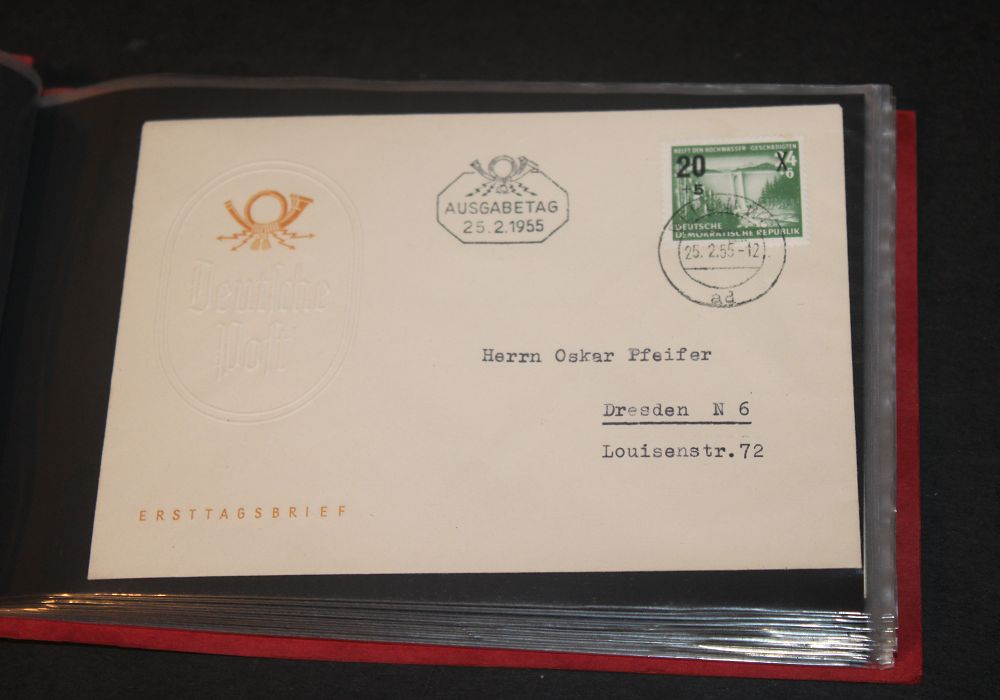 Deutsche
Post
ERSTTAGSBRIEF
AUSGABETAG
25.2.1955
HELFT DEN HOCHWASSER GESCHÄDIGTEN
20
+5
DEUTSCHE
DEMOKRATISCHE REPUBLIK
25.2.55-12
ad
Herrn Oskar Pfeifer
Dresden N 6
Louisenstr.72